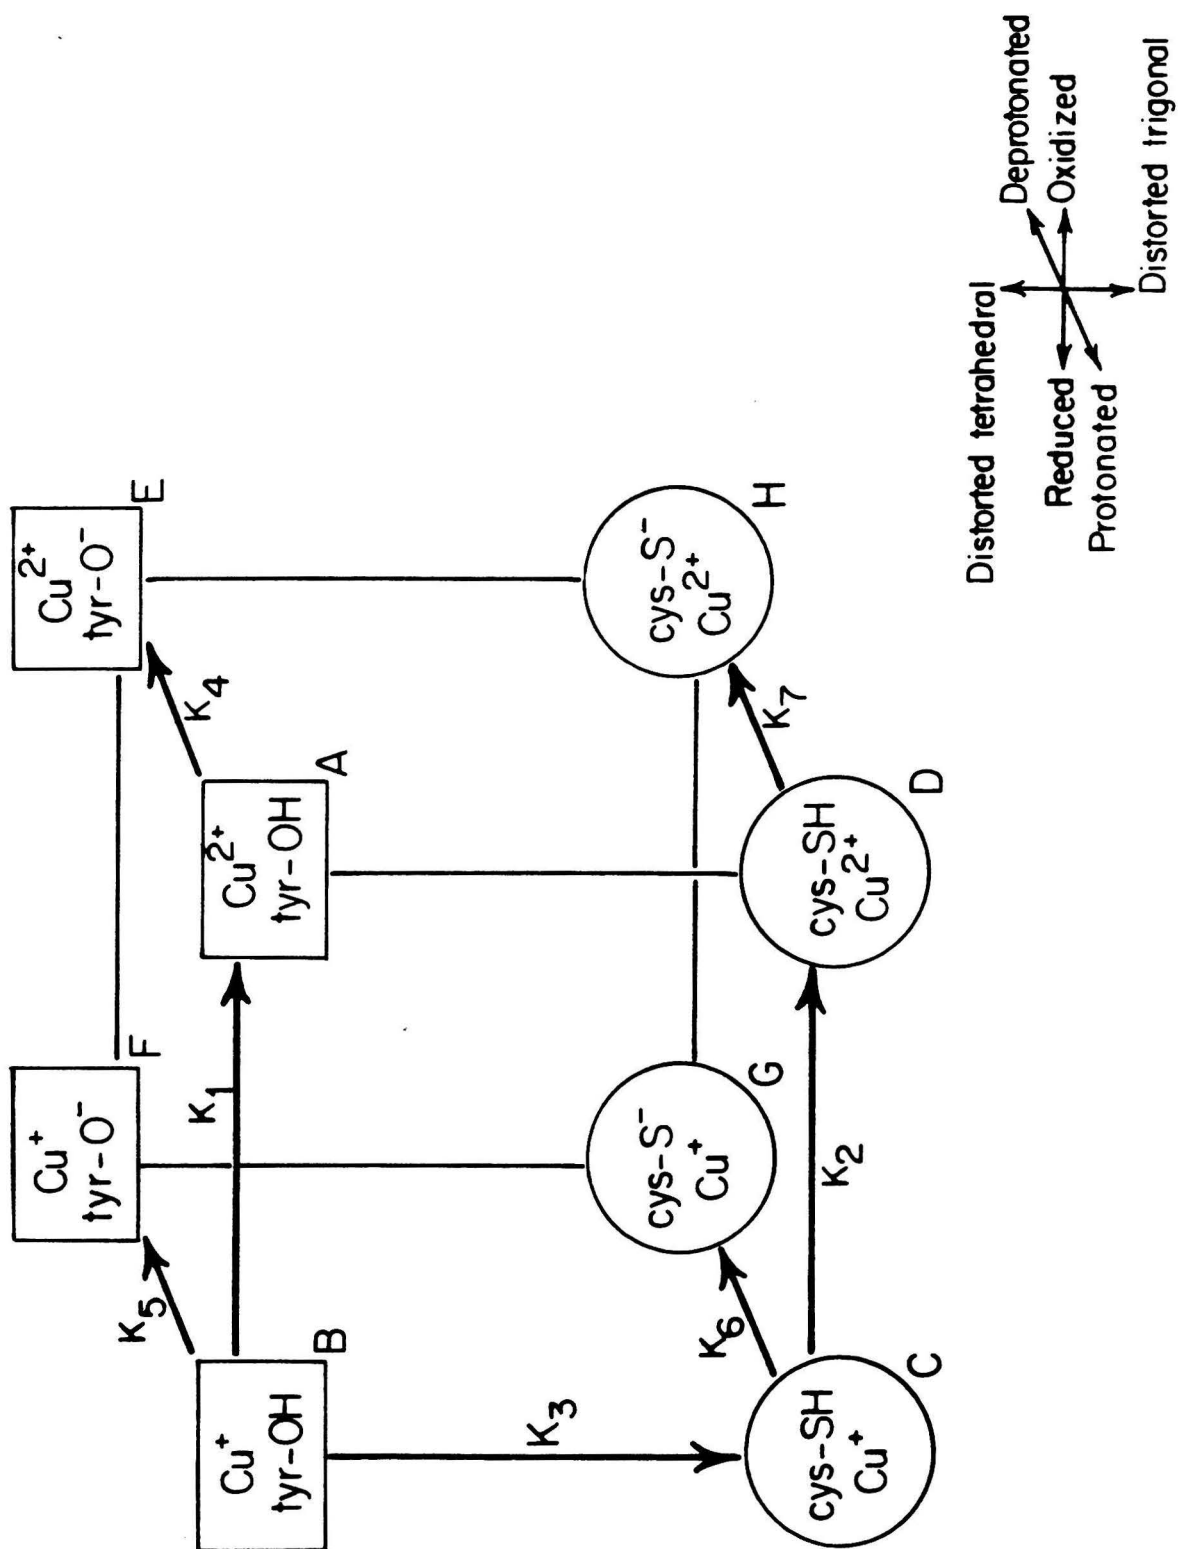 Cu⁺
tyr-O⁻
F
Cu²⁺
tyr-O⁻
E
K₅
K₄
Cu⁺
tyr-OH
B
K₁
Cu²⁺
tyr-OH
A
K₃
cys-S⁻
Cu⁺
G
cys-S⁻
Cu²⁺
H
K₆
K₇
cys-SH
Cu⁺
C
K₂
cys-SH
Cu²⁺
D
Distorted tetrahedral
Deprotonated
Reduced
Oxidized
Protonated
Distorted trigonal